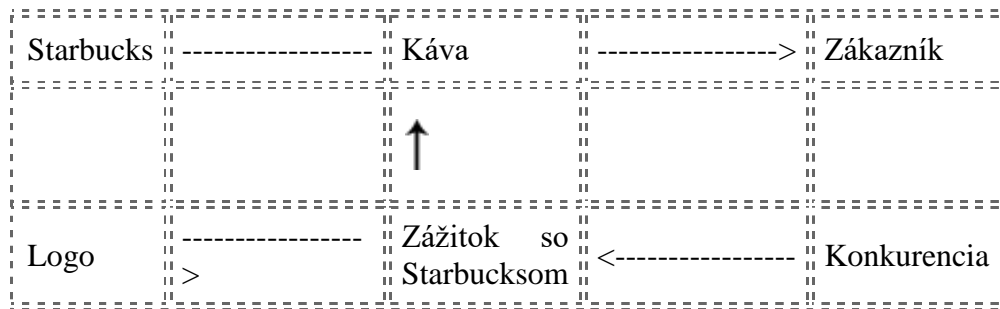 Starbucks ----------------- Káva -----------------> Zákazník
↑
Logo -----------------> Zážitok so Starbucksom <----------------- Konkurencia